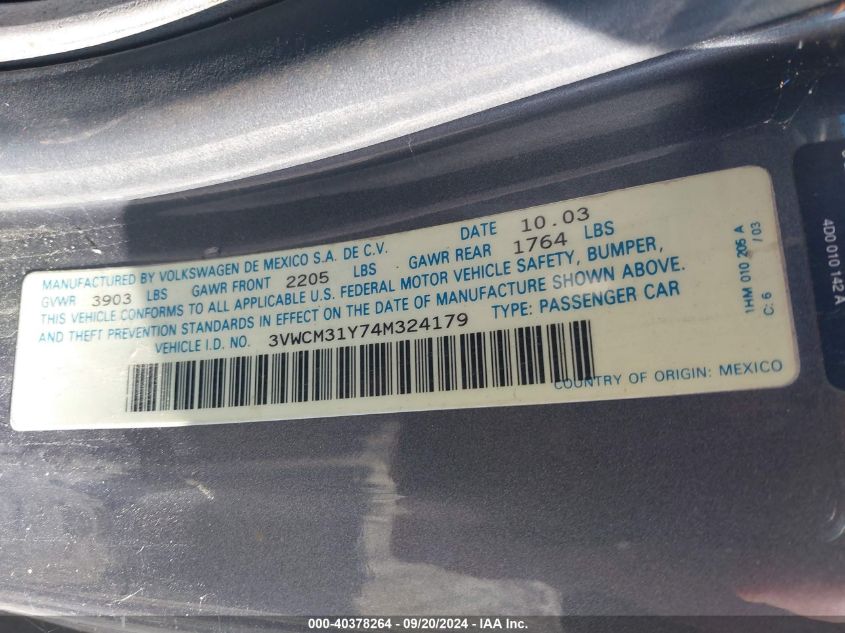 MANUFACTURED BY VOLKSWAGEN DE MEXICO S.A. DE C.V. DATE 10.03
GVWR 3903 LBS GAWR FRONT 2205 LBS GAWR REAR 1764 LBS
THIS VEHICLE CONFORMS TO ALL APPLICABLE U.S. FEDERAL MOTOR VEHICLE SAFETY, BUMPER,
AND THEFT PREVENTION STANDARDS IN EFFECT ON THE DATE OF MANUFACTURE SHOWN ABOVE.
VEHICLE I.D. NO. 3VWCM31Y74M324179 TYPE: PASSENGER CAR
COUNTRY OF ORIGIN: MEXICO
1HM 010 206 A
C: 6 / 03
4D0 010 142 A
000-40378264 - 09/20/2024 - IAA Inc.